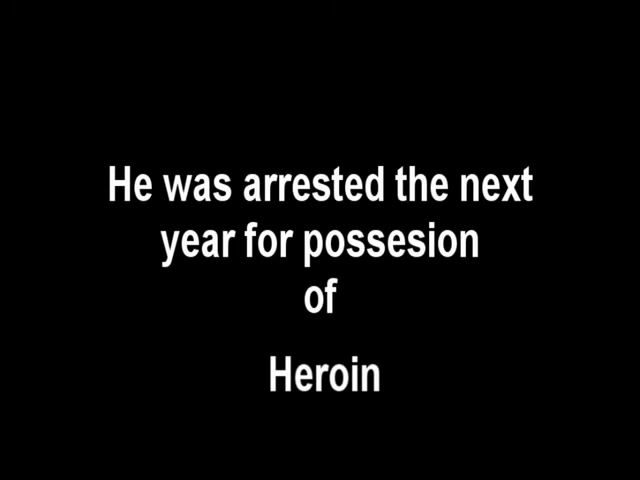 He was arrested the next
year for possesion
of
Heroin